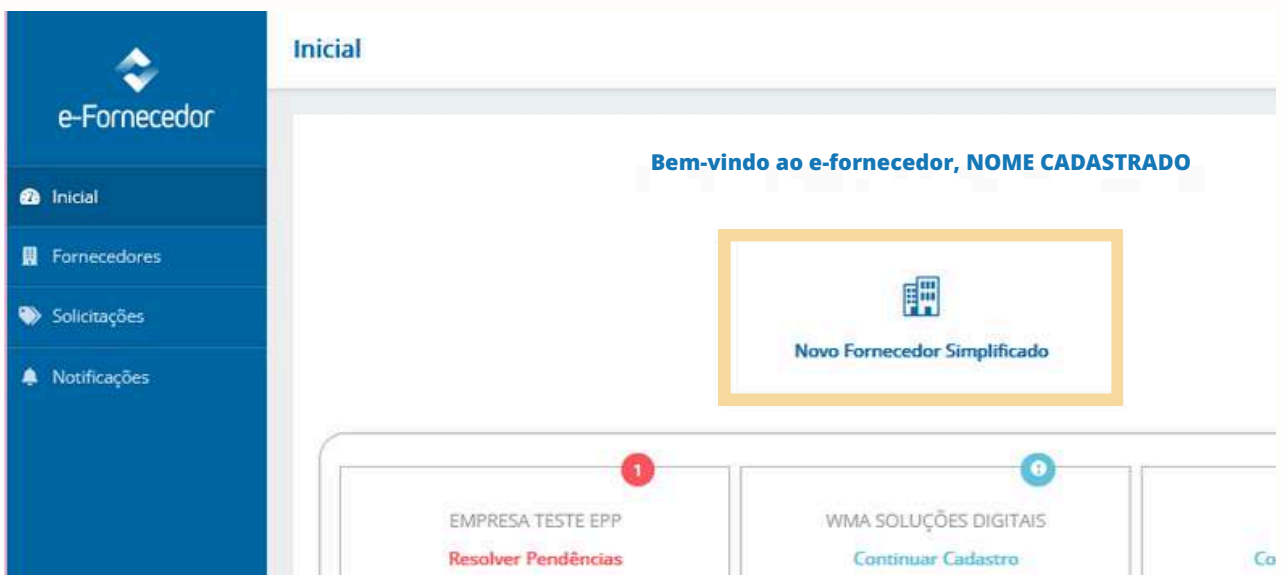 e-Fornecedor
Inicial
Fornecedores
Solicitações
Notificações
Inicial
Bem-vindo ao e-fornecedor, NOME CADASTRADO
Novo Fornecedor Simplificado
1
EMPRESA TESTE EPP
Resolver Pendências
WMA SOLUÇÕES DIGITAIS
Continuar Cadastro
Co